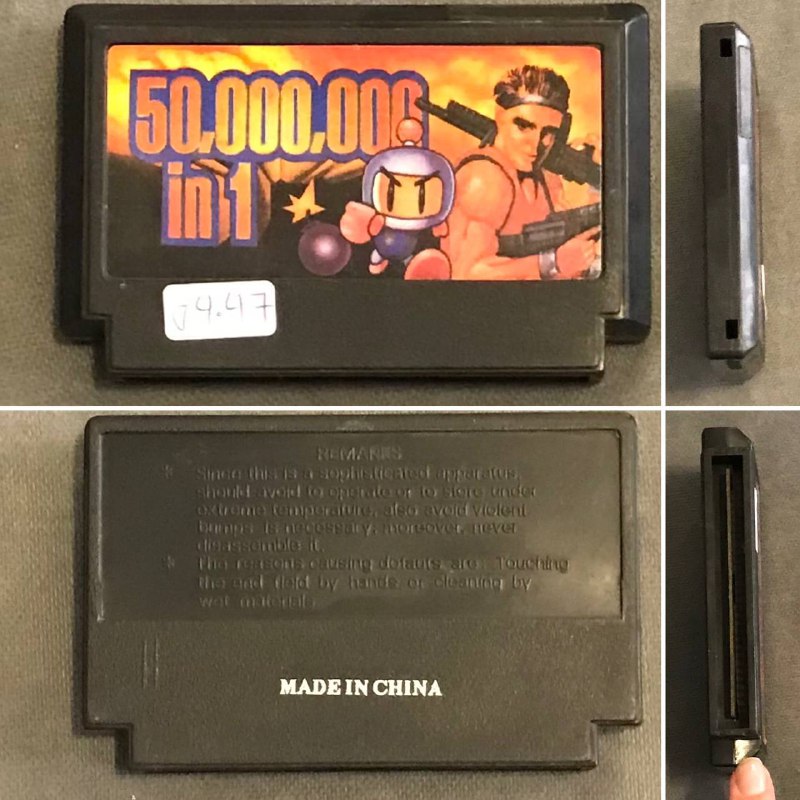 50,000,000
in 1
v4.47
REMARKS
* Since this is a sophisticated apparatus,
should avoid to operate or to store under
extreme temperature, also avoid violent
bumps is necessary, moreover, never
disassemble it.
* The reasons causing defauts are: Touching
the end field by hands or cleaning by
wet materials
MADE IN CHINA